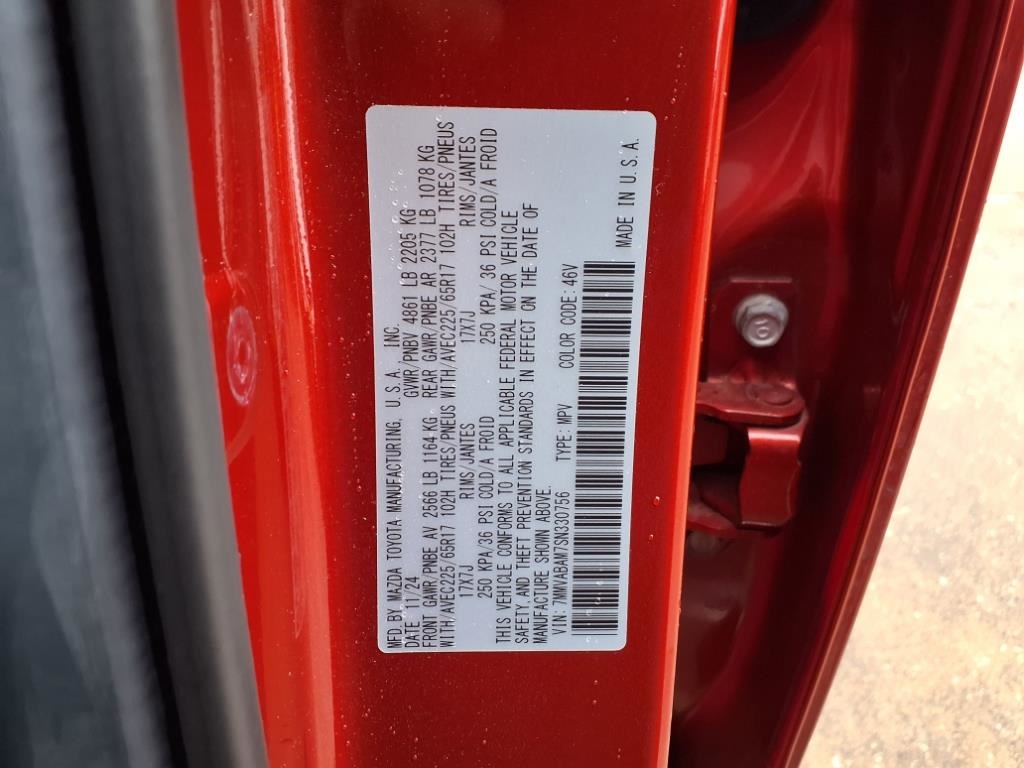 MFD.BY MAZDA TOYOTA MANUFACTURING, U.S.A., INC.
DATE 11/24 GVWR/PNBV 4861 LB 2205 KG
FRONT GAWR/PNBE AV 2566 LB 1164 KG REAR GAWR/PNBE AR 2377 LB 1078 KG
WITH/AVEC225/65R17 102H TIRES/PNEUS WITH/AVEC225/65R17 102H TIRES/PNEUS
17X7J RIMS/JANTES 17X7J RIMS/JANTES
250 KPA/36 PSI COLD/A FROID 250 KPA/ 36 PSI COLD/A FROID
THIS VEHICLE CONFORMS TO ALL APPLICABLE FEDERAL MOTOR VEHICLE
SAFETY, AND THEFT PREVENTION STANDARDS IN EFFECT ON THE DATE OF
MANUFACTURE SHOWN ABOVE.
VIN: 7MMVABAM7SN330756 TYPE: MPV COLOR CODE: 46V
MADE IN U.S.A.